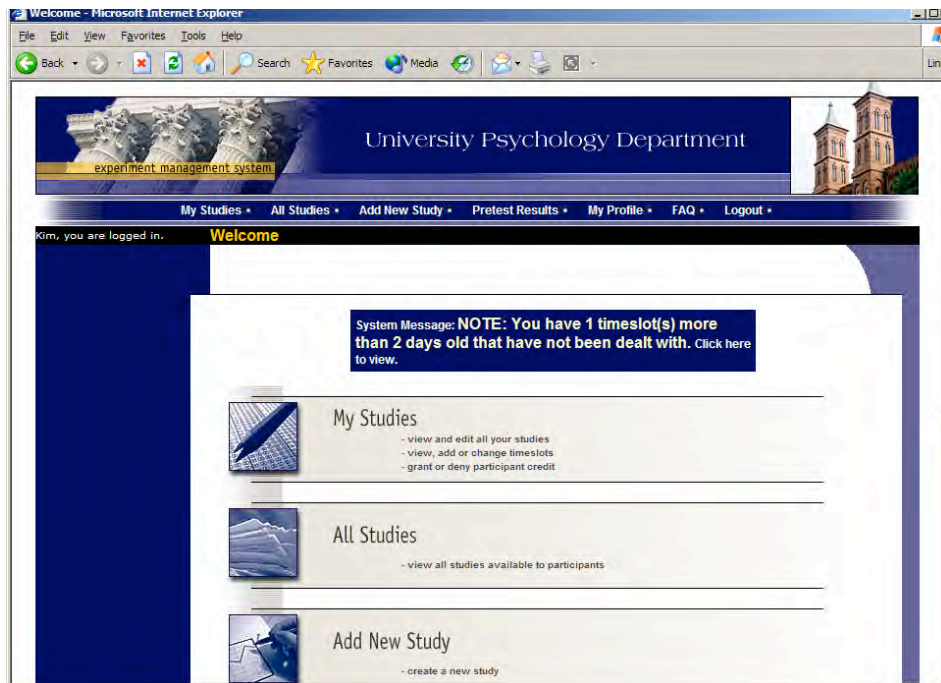 Welcome - Microsoft Internet Explorer
File Edit View Favorites Tools Help
Back Search Favorites Media
Lin
University Psychology Department
experiment management system
My Studies • All Studies • Add New Study • Pretest Results • My Profile • FAQ • Logout •
Kim, you are logged in. Welcome
System Message: NOTE: You have 1 timeslot(s) more
than 2 days old that have not been dealt with. Click here
to view.
My Studies
- view and edit all your studies
- view, add or change timeslots
- grant or deny participant credit
All Studies
- view all studies available to participants
Add New Study
- create a new study